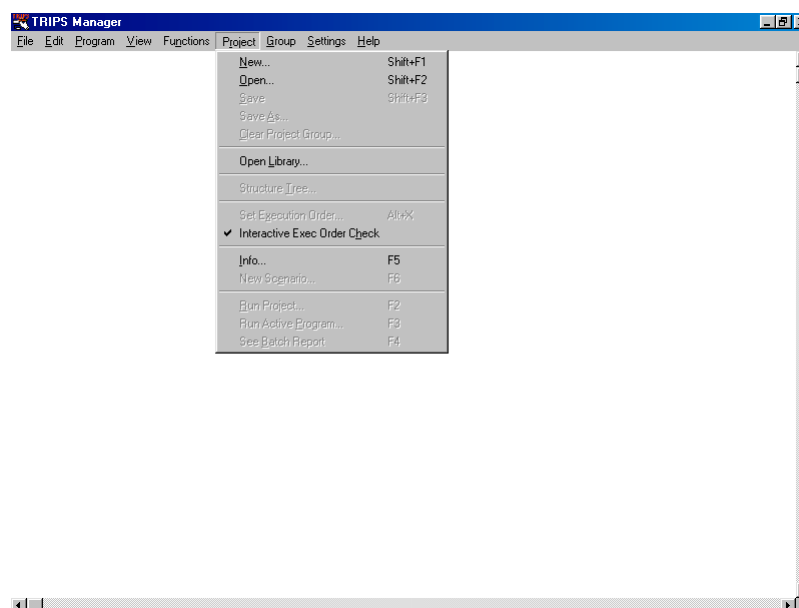 TRIPS Manager
File Edit Program View Functions Project Group Settings Help
New... Shift+F1
Open... Shift+F2
Save Shift+F3
Save As...
Clear Project Group...
Open Library...
Structure Tree...
Set Execution Order... Alt+X
Interactive Exec Order Check
Info... F5
New Scenario... F6
Run Project... F2
Run Active Program... F3
See Batch Report F4